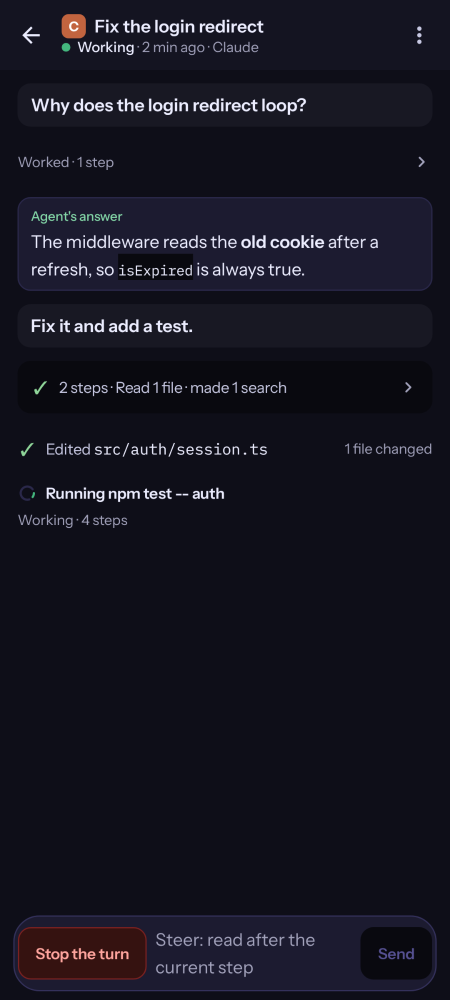 C Fix the login redirect
Working · 2 min ago · Claude
Why does the login redirect loop?
Worked · 1 step
Agent's answer
The middleware reads the old cookie after a
refresh, so isExpired is always true.
Fix it and add a test.
✓ 2 steps · Read 1 file · made 1 search
✓ Edited src/auth/session.ts 1 file changed
Running npm test -- auth
Working · 4 steps
Stop the turn
Steer: read after the
current step
Send